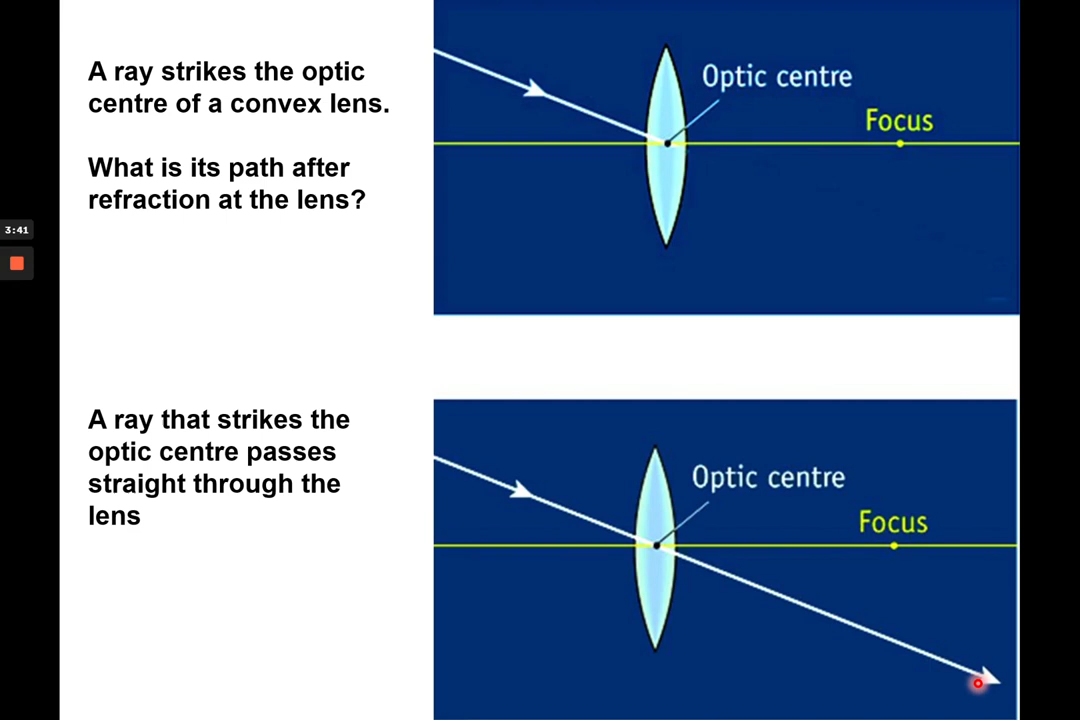 A ray strikes the optic
centre of a convex lens.
What is its path after
refraction at the lens?
Optic centre
Focus
3:41
A ray that strikes the
optic centre passes
straight through the
lens
Optic centre
Focus